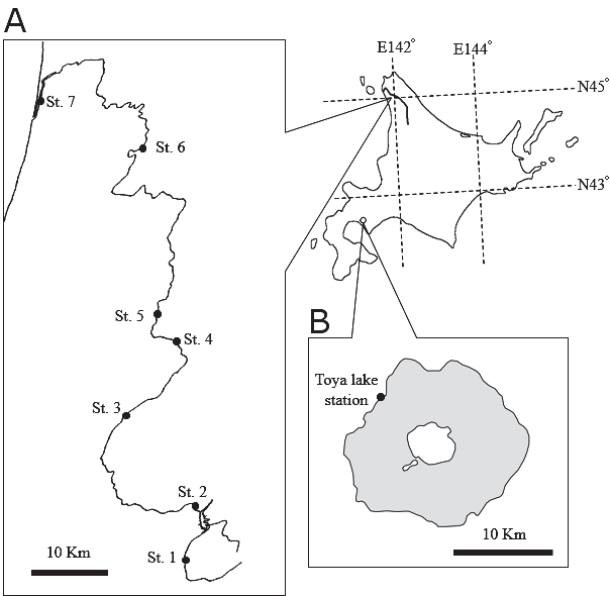 A
E142°
E144°
N45°
St. 7
St. 6
N43°
St. 5
St. 4
B
Toya lake
station
St. 3
St. 2
10 Km
St. 1
10 Km